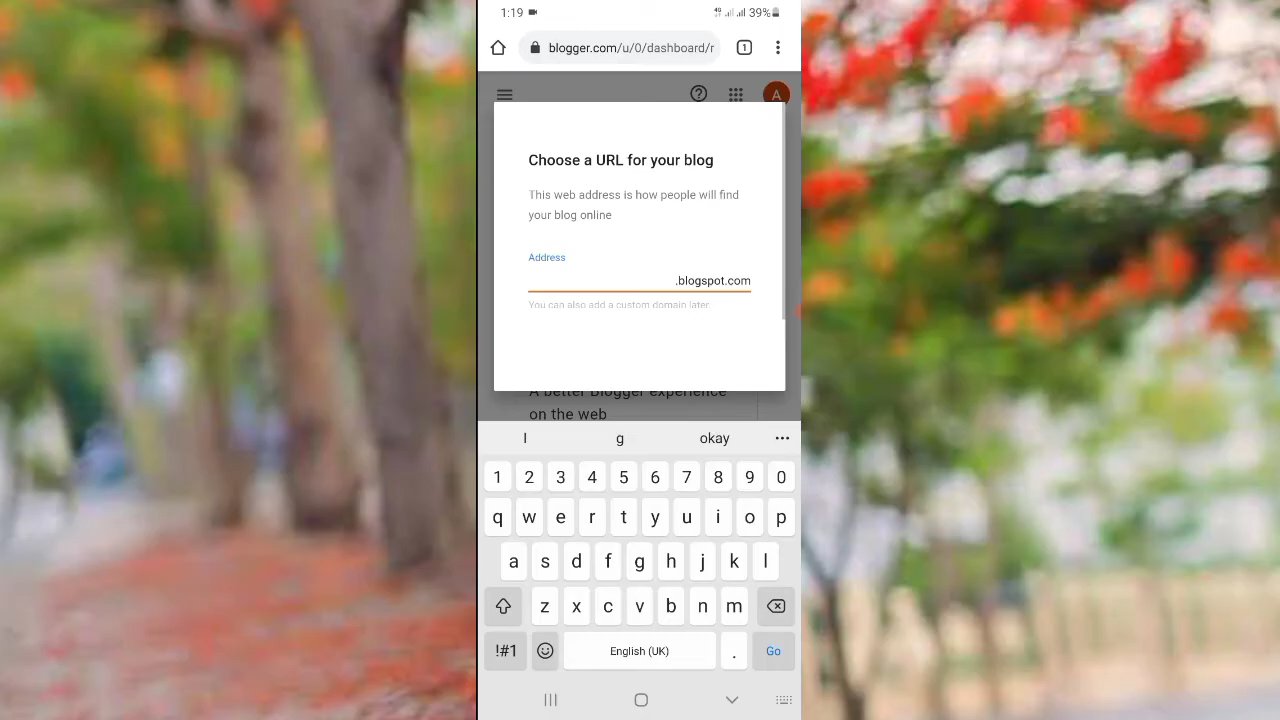 1:19 4G 39%
blogger.com/u/0/dashboard/r 1
A
Choose a URL for your blog
This web address is how people will find
your blog online
Address
.blogspot.com
You can also add a custom domain later.
A better Blogger experience
on the web
I g okay
1 2 3 4 5 6 7 8 9 0
q w e r t y u i o p
a s d f g h j k l
z x c v b n m
!#1 English (UK) . Go